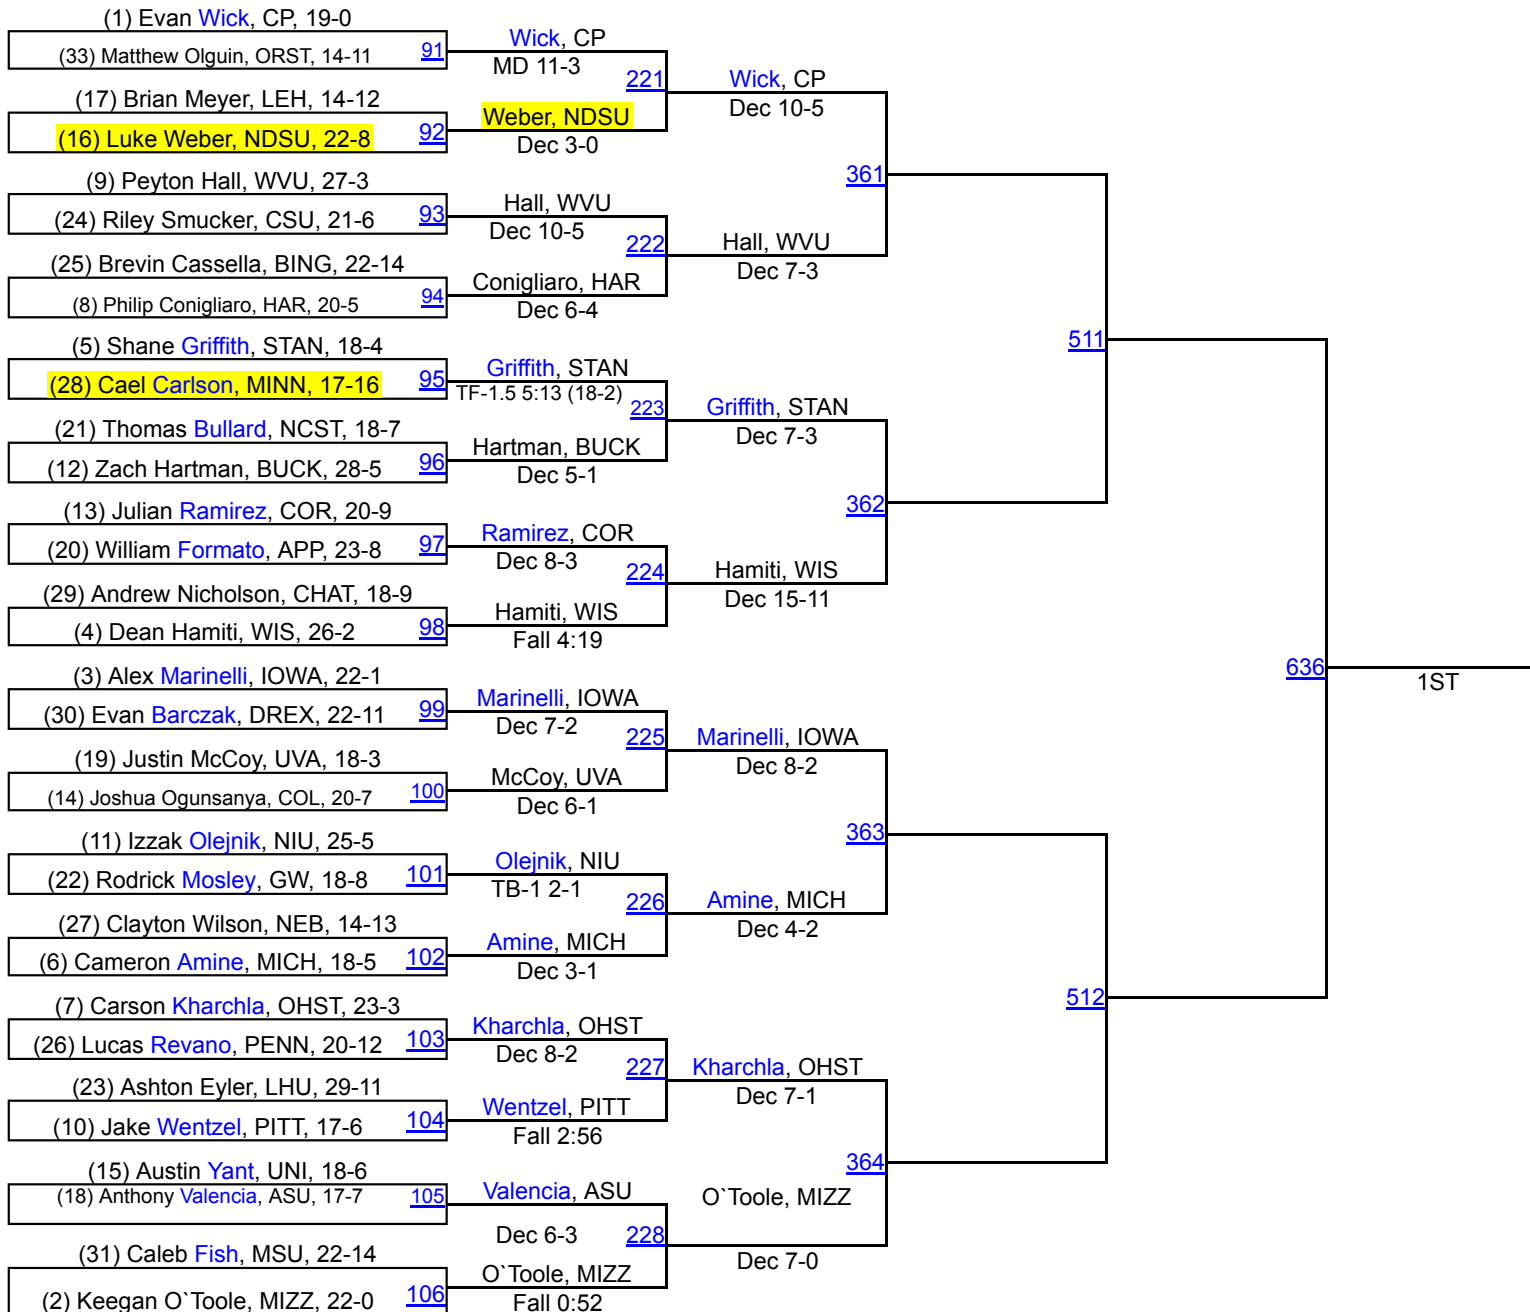 (1) Evan Wick, CP, 19-0
(33) Matthew Olguin, ORST, 14-11
91
(17) Brian Meyer, LEH, 14-12
(16) Luke Weber, NDSU, 22-8
92
(9) Peyton Hall, WVU, 27-3
(24) Riley Smucker, CSU, 21-6
93
(25) Brevin Cassella, BING, 22-14
(8) Philip Conigliaro, HAR, 20-5
94
(5) Shane Griffith, STAN, 18-4
(28) Cael Carlson, MINN, 17-16
95
(21) Thomas Bullard, NCST, 18-7
(12) Zach Hartman, BUCK, 28-5
96
(13) Julian Ramirez, COR, 20-9
(20) William Formato, APP, 23-8
97
(29) Andrew Nicholson, CHAT, 18-9
(4) Dean Hamiti, WIS, 26-2
98
(3) Alex Marinelli, IOWA, 22-1
(30) Evan Barczak, DREX, 22-11
99
(19) Justin McCoy, UVA, 18-3
(14) Joshua Ogunsanya, COL, 20-7
100
(11) Izzak Olejnik, NIU, 25-5
(22) Rodrick Mosley, GW, 18-8
101
(27) Clayton Wilson, NEB, 14-13
(6) Cameron Amine, MICH, 18-5
102
(7) Carson Kharchla, OHST, 23-3
(26) Lucas Revano, PENN, 20-12
103
(23) Ashton Eyler, LHU, 29-11
(10) Jake Wentzel, PITT, 17-6
104
(15) Austin Yant, UNI, 18-6
(18) Anthony Valencia, ASU, 17-7
105
(31) Caleb Fish, MSU, 22-14
(2) Keegan O`Toole, MIZZ, 22-0
106
Wick, CP
MD 11-3
221
Weber, NDSU
Dec 3-0
Hall, WVU
Dec 10-5
222
Conigliaro, HAR
Dec 6-4
Griffith, STAN
TF-1.5 5:13 (18-2)
223
Hartman, BUCK
Dec 5-1
Ramirez, COR
Dec 8-3
224
Hamiti, WIS
Fall 4:19
Marinelli, IOWA
Dec 7-2
225
McCoy, UVA
Dec 6-1
Olejnik, NIU
TB-1 2-1
226
Amine, MICH
Dec 3-1
Kharchla, OHST
Dec 8-2
227
Wentzel, PITT
Fall 2:56
Valencia, ASU
Dec 6-3
228
O`Toole, MIZZ
Fall 0:52
Wick, CP
Dec 10-5
361
Hall, WVU
Dec 7-3
Griffith, STAN
Dec 7-3
362
Hamiti, WIS
Dec 15-11
Marinelli, IOWA
Dec 8-2
363
Amine, MICH
Dec 4-2
Kharchla, OHST
Dec 7-1
364
O`Toole, MIZZ
Dec 7-0
511
512
636
1ST